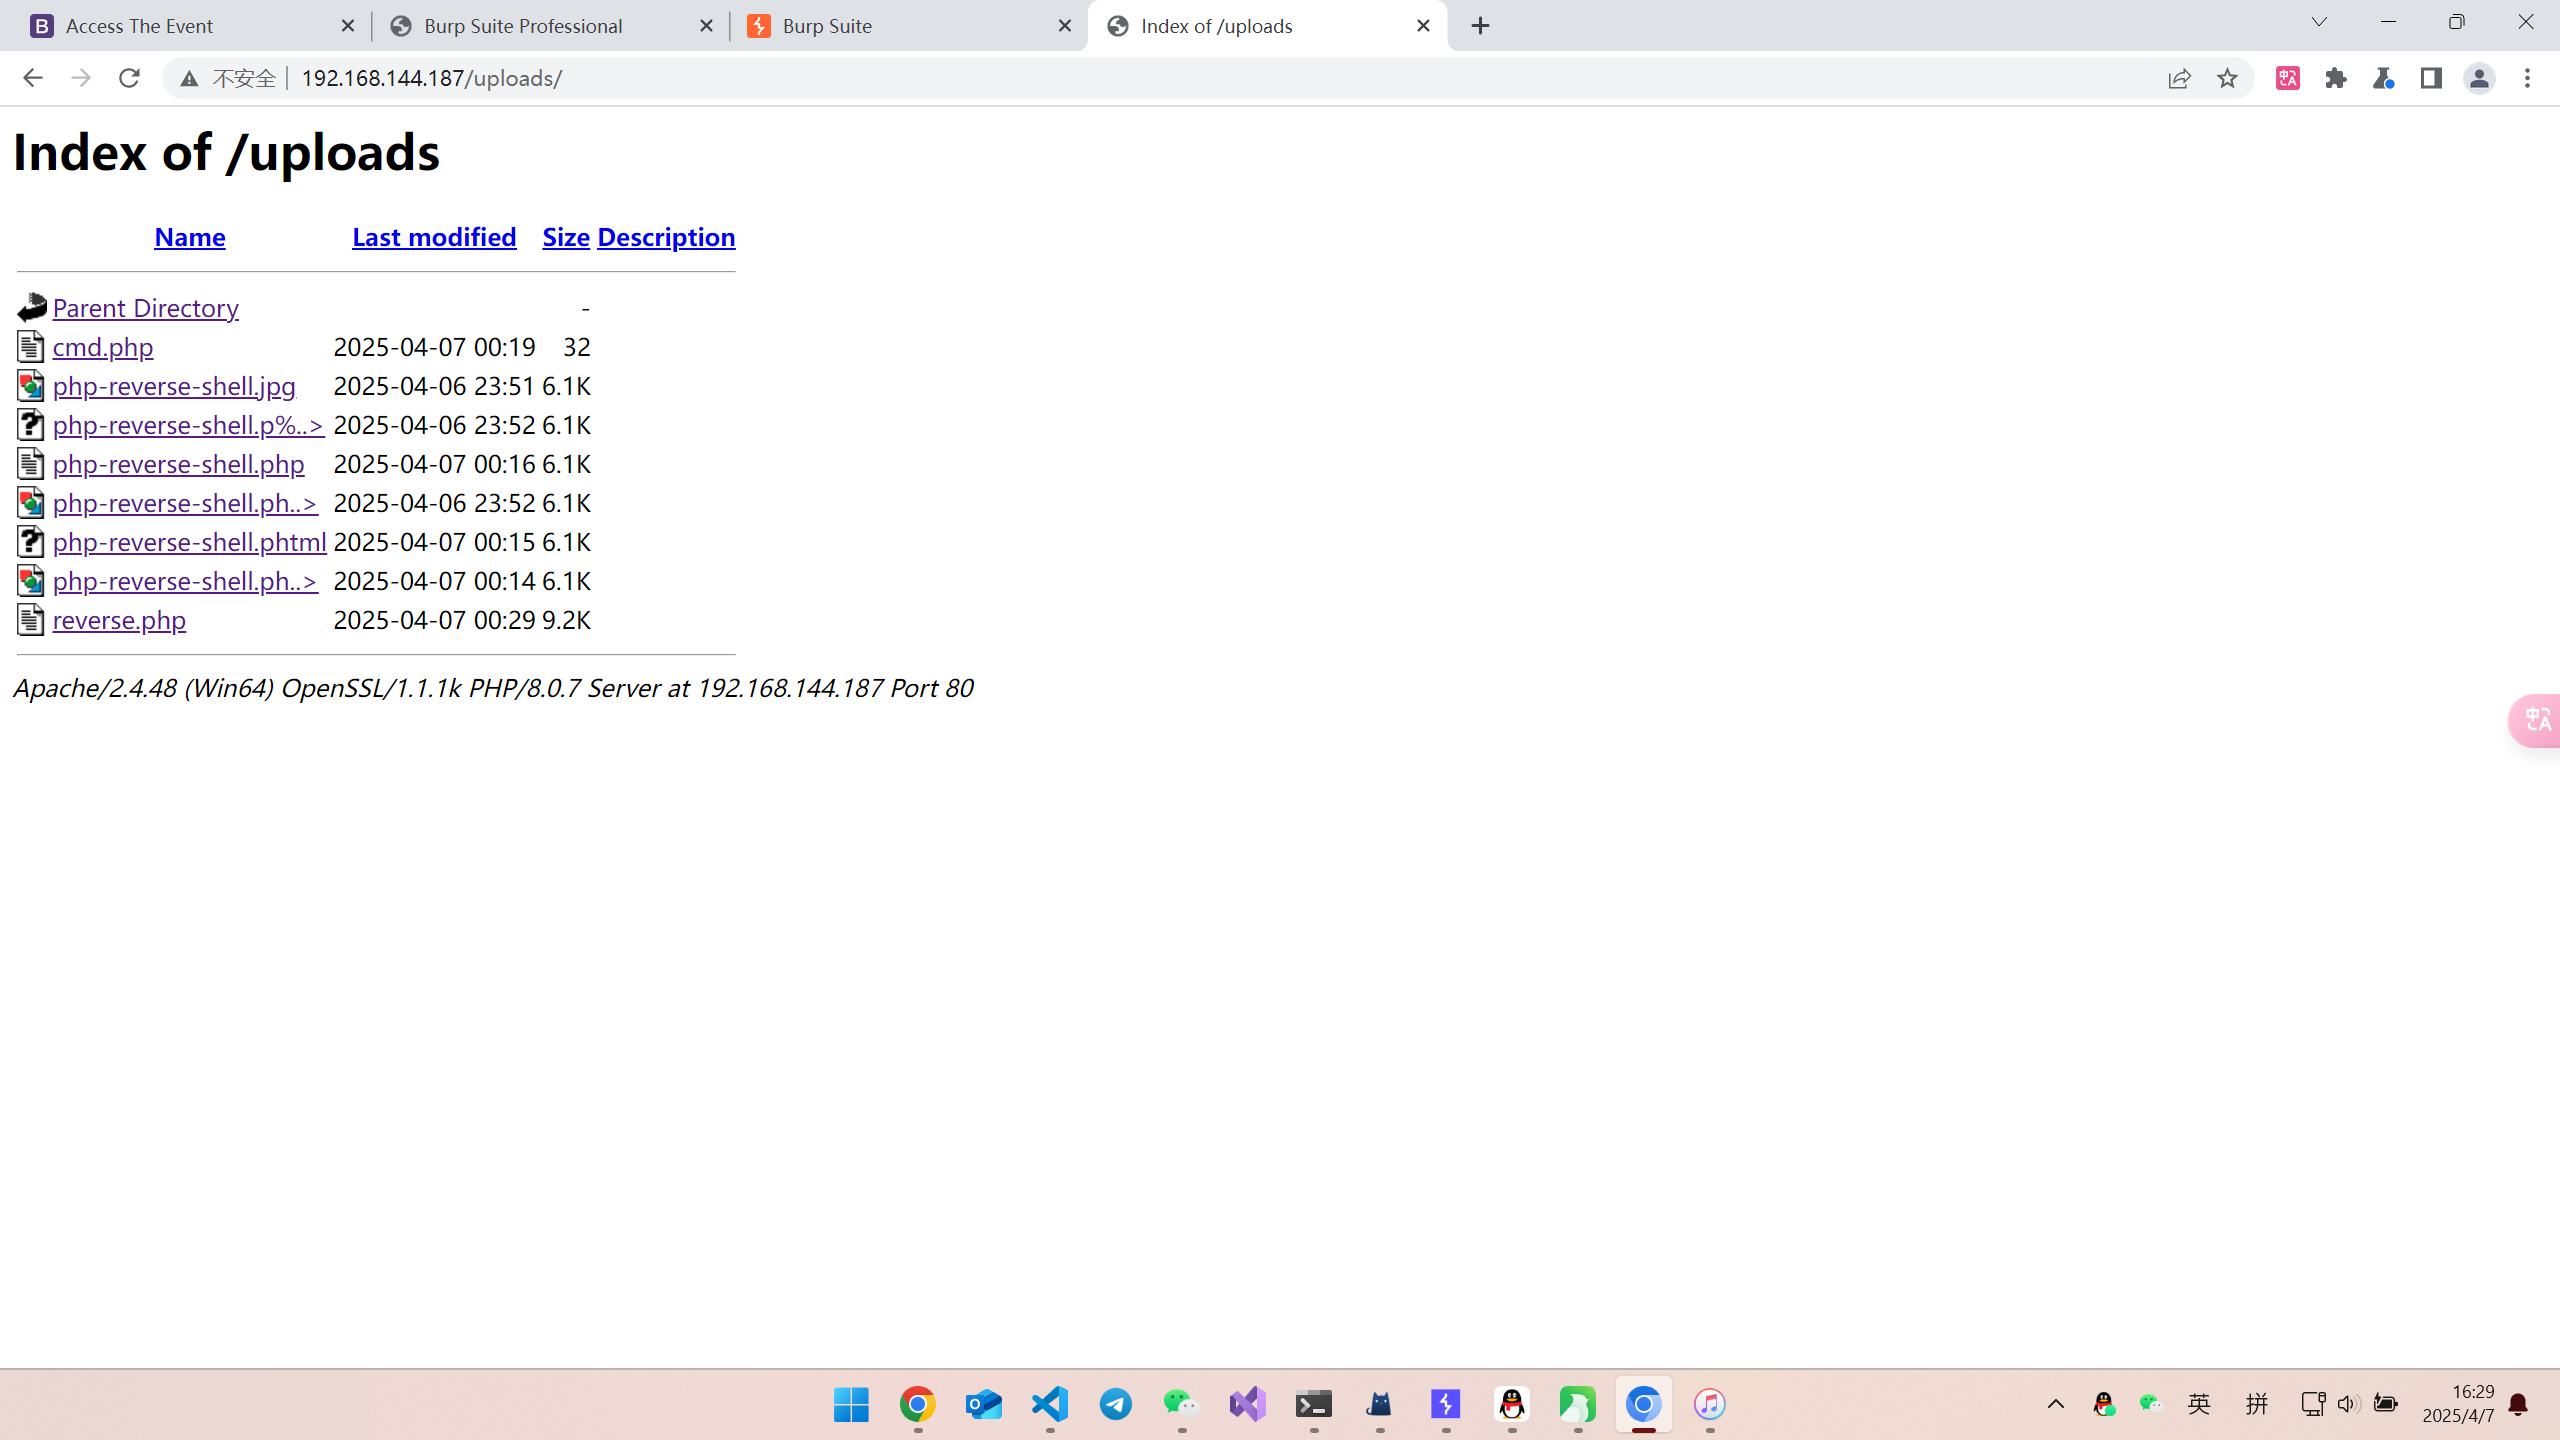 Access The Event
Burp Suite Professional
Burp Suite
Index of /uploads
不安全
192.168.144.187/uploads/
Index of /uploads
Name Last modified Size Description
Parent Directory -
cmd.php 2025-04-07 00:19 32
php-reverse-shell.jpg 2025-04-06 23:51 6.1K
php-reverse-shell.p%..> 2025-04-06 23:52 6.1K
php-reverse-shell.php 2025-04-07 00:16 6.1K
php-reverse-shell.ph..> 2025-04-06 23:52 6.1K
php-reverse-shell.phtml 2025-04-07 00:15 6.1K
php-reverse-shell.ph..> 2025-04-07 00:14 6.1K
reverse.php 2025-04-07 00:29 9.2K
Apache/2.4.48 (Win64) OpenSSL/1.1.1k PHP/8.0.7 Server at 192.168.144.187 Port 80
英
拼
16:29
2025/4/7